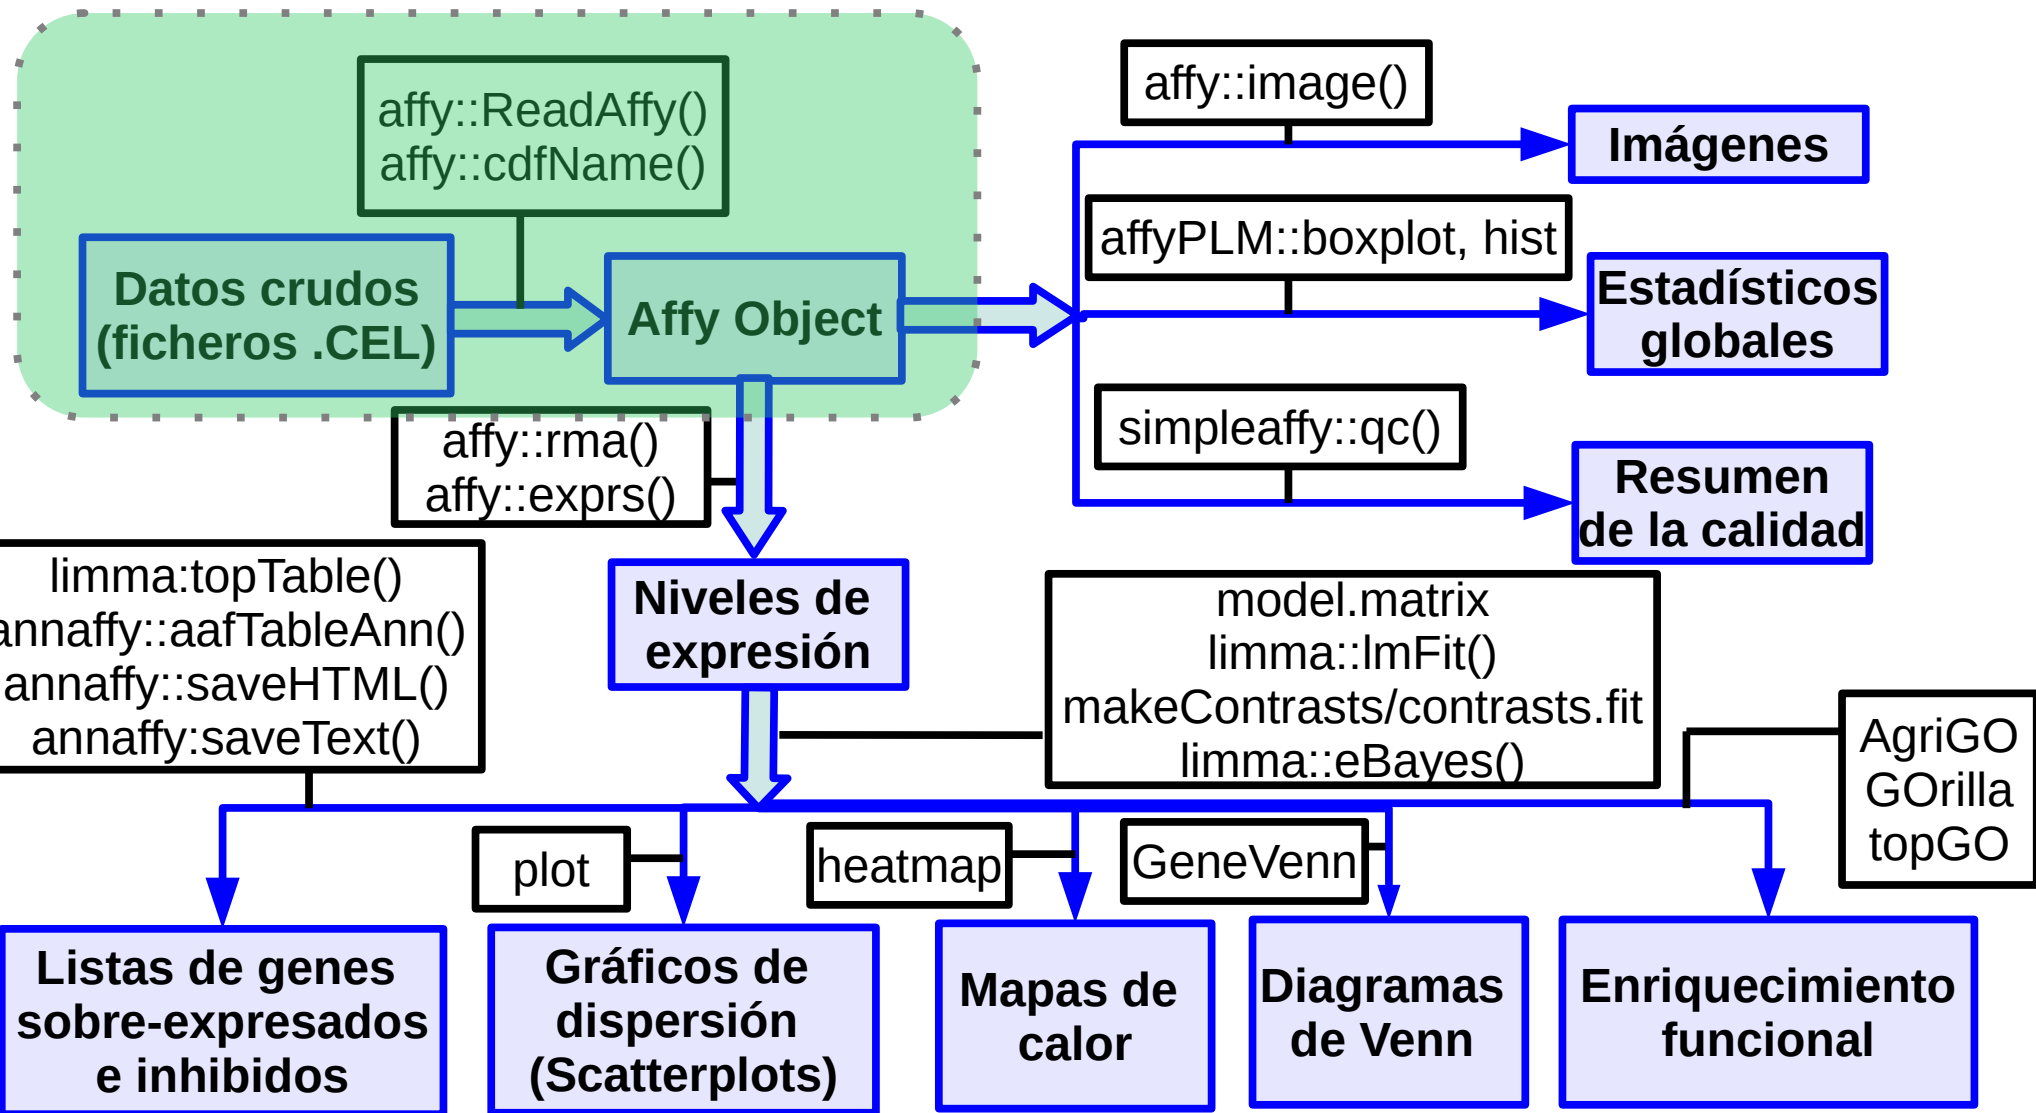 affy::ReadAffy()
affy::cdfName()
Datos crudos
(ficheros .CEL)
Affy Object
affy::image()
Imágenes
affyPLM::boxplot, hist
Estadísticos
globales
simpleaffy::qc()
Resumen
de la calidad
affy::rma()
affy::exprs()
limma:topTable()
annaffy::aafTableAnn()
annaffy::saveHTML()
annaffy:saveText()
Niveles de
expresión
model.matrix
limma::lmFit()
makeContrasts/contrasts.fit
limma::eBayes()
AgriGO
GOrilla
topGO
plot
heatmap
GeneVenn
Listas de genes
sobre-expresados
e inhibidos
Gráficos de
dispersión
(Scatterplots)
Mapas de
calor
Diagramas
de Venn
Enriquecimiento
funcional